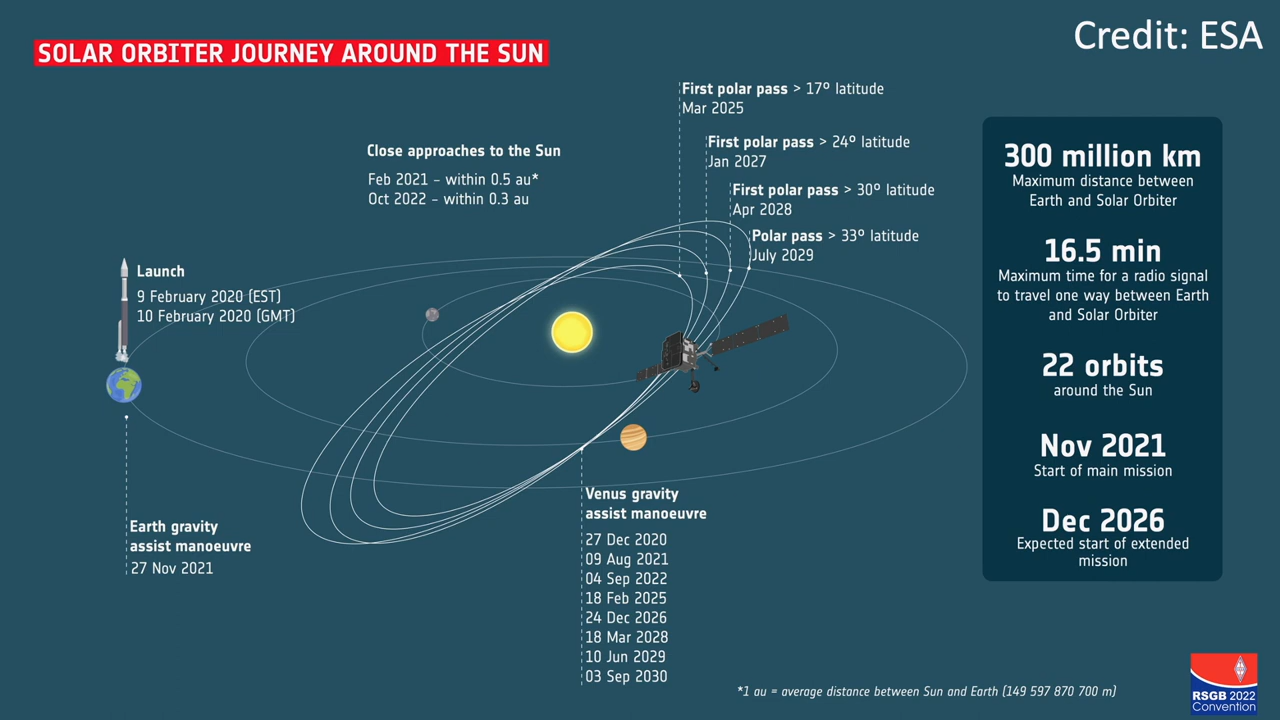 Credit: ESA
SOLAR ORBITER JOURNEY AROUND THE SUN
First polar pass > 17º latitude
Mar 2025
First polar pass > 24º latitude
Jan 2027
First polar pass > 30º latitude
Apr 2028
Polar pass > 33º latitude
July 2029
Close approaches to the Sun
Feb 2021 - within 0.5 au*
Oct 2022 - within 0.3 au
Launch
9 February 2020 (EST)
10 February 2020 (GMT)
Earth gravity
assist manoeuvre
27 Nov 2021
Venus gravity
assist manoeuvre
27 Dec 2020
09 Aug 2021
04 Sep 2022
18 Feb 2025
24 Dec 2026
18 Mar 2028
10 Jun 2029
03 Sep 2030
300 million km
Maximum distance between
Earth and Solar Orbiter
16.5 min
Maximum time for a radio signal
to travel one way between Earth
and Solar Orbiter
22 orbits
around the Sun
Nov 2021
Start of main mission
Dec 2026
Expected start of extended
mission
*1 au = average distance between Sun and Earth (149 597 870 700 m)
RSGB 2022
Convention